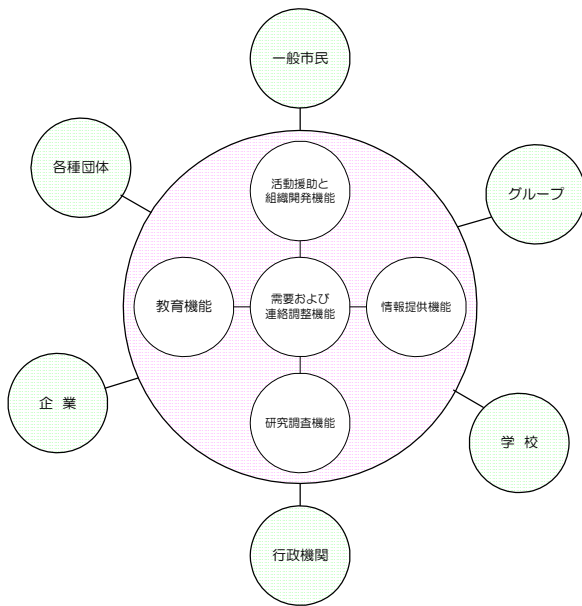 一般市民
各種団体
グループ
活動援助と
組織開発機能
教育機能
需要および
連絡調整機能
情報提供機能
企 業
研究調査機能
学 校
行政機関